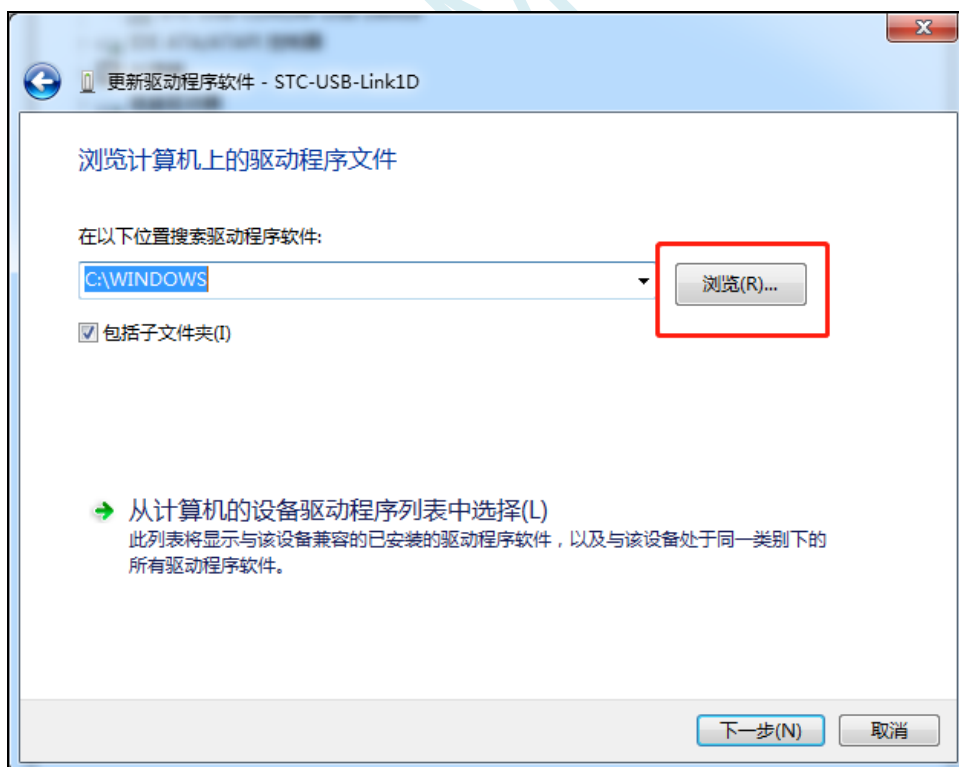 更新驱动程序软件 - STC-USB-Link1D
浏览计算机上的驱动程序文件
在以下位置搜索驱动程序软件:
C:\WINDOWS
浏览(R)...
包括子文件夹(I)
从计算机的设备驱动程序列表中选择(L)
此列表将显示与该设备兼容的已安装的驱动程序软件，以及与该设备处于同一类别下的
所有驱动程序软件。
下一步(N)
取消